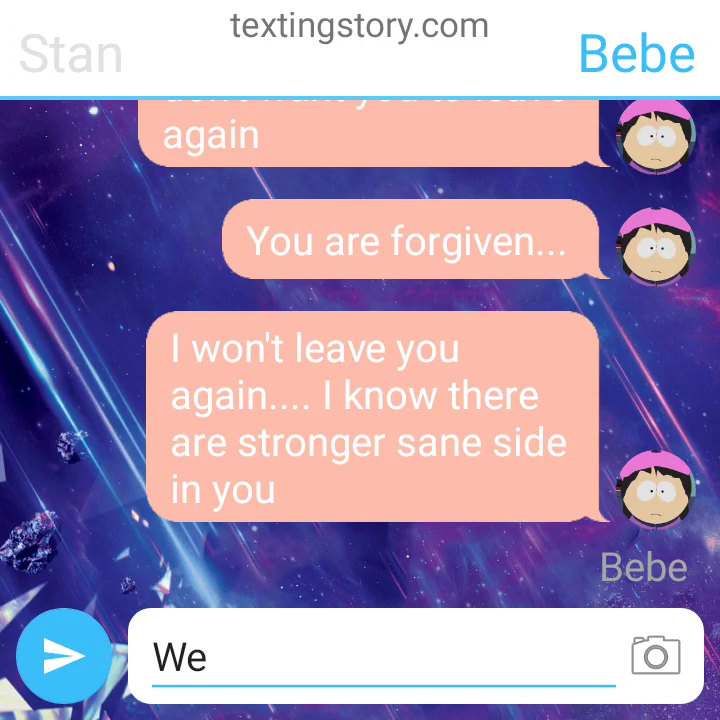 textingstory.com
Stan
Bebe
again
You are forgiven...
I won't leave you
again.... I know there
are stronger sane side
in you
Bebe
We